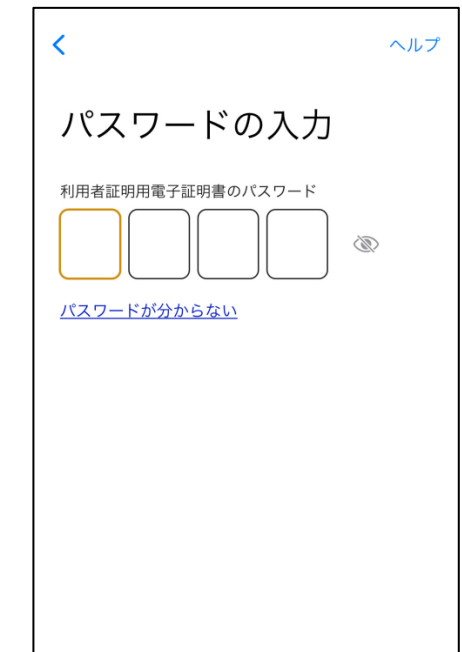 ヘルプ
パスワードの入力
利用者証明用電子証明書のパスワード
パスワードが分からない